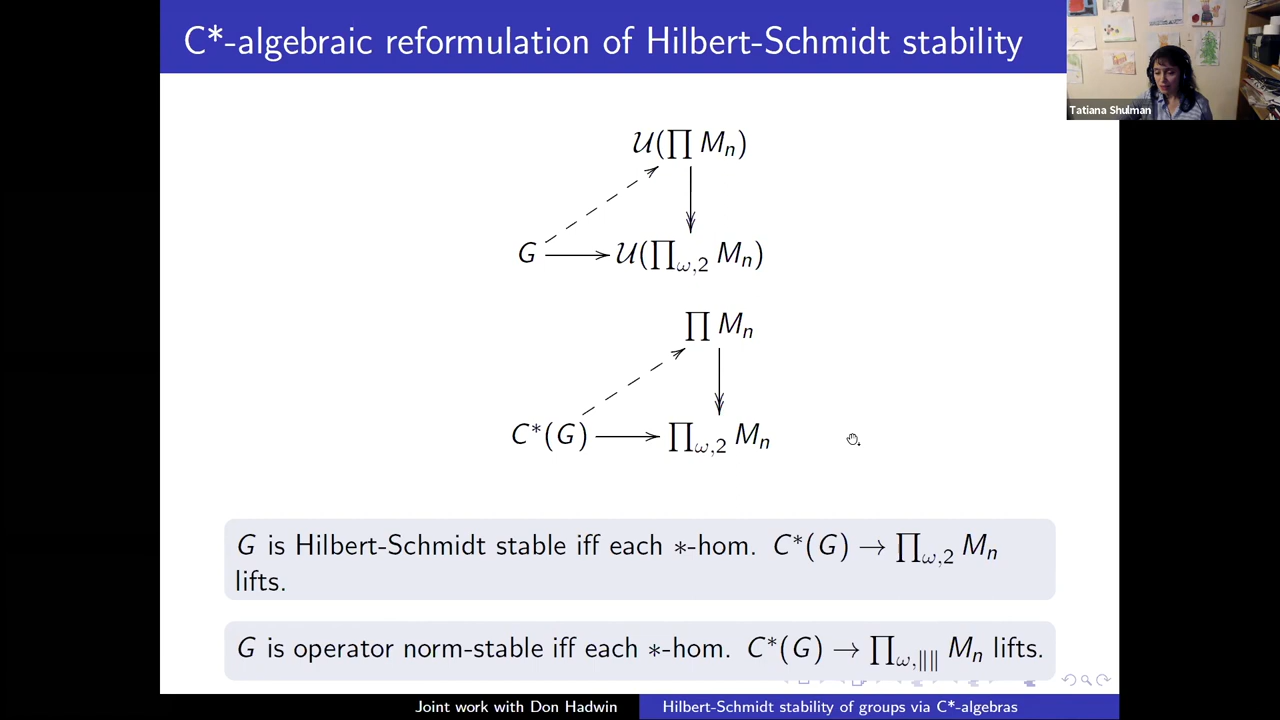 C*-algebraic reformulation of Hilbert-Schmidt stability
Tatiana Shulman
𝒰(∏ Mₙ)
G → 𝒰(∏_{ω,2} Mₙ)
∏ Mₙ
C*(G) → ∏_{ω,2} Mₙ
G is Hilbert-Schmidt stable iff each ∗-hom. C*(G) → ∏_{ω,2} Mₙ
lifts.
G is operator norm-stable iff each ∗-hom. C*(G) → ∏_{ω,‖‖} Mₙ lifts.
Joint work with Don Hadwin
Hilbert-Schmidt stability of groups via C*-algebras